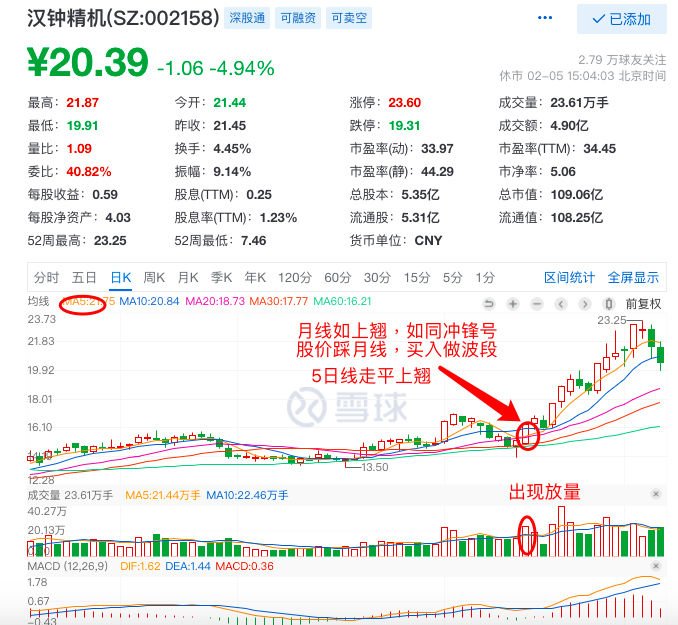 汉钟精机(SZ:002158) 深股通 可融资 可卖空 ••• ✓已添加
¥20.39 -1.06 -4.94%
2.79 万球友关注
休市 02-05 15:04:03 北京时间
最高：21.87 今开：21.44 涨停：23.60 成交量：23.61万手
最低：19.91 昨收：21.45 跌停：19.31 成交额：4.90亿
量比：1.09 换手：4.45% 市盈率(动)：33.97 市盈率(TTM)：34.45
委比：40.82% 振幅：9.14% 市盈率(静)：44.29 市净率：5.06
每股收益：0.59 股息(TTM)：0.25 总股本：5.35亿 总市值：109.06亿
每股净资产：4.03 股息率(TTM)：1.23% 流通股：5.31亿 流通值：108.25亿
52周最高：23.25 52周最低：7.46 货币单位：CNY
分时 五日 日K 周K 月K 季K 年K 120分 60分 30分 15分 5分 1分 区间统计 全屏显示
均线 MA5:21.75 MA10:20.84 MA20:18.73 MA30:17.77 MA60:16.21 前复权
23.73
23.25
月线如上翘，如同冲锋号
21.83
股价踩月线，买入做波段
19.92
5日线走平上翘
18.01
雪球
16.10
13.50
12.28
出现放量
成交量 23.61万手 MA5:21.44万手 MA10:22.46万手
40.27万
20.13万
MACD (12,26,9) DIF:1.62 DEA:1.44 MACD:0.36
1.78
0.67
-0.43